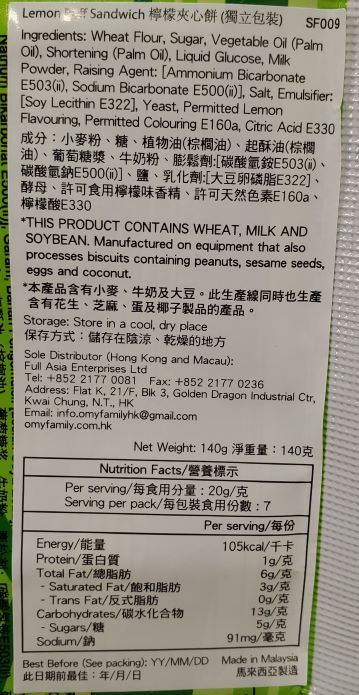 Lemon Sandwich 檸檬夾心餅 (獨立包裝) SF009
Ingredients: Wheat Flour, Sugar, Vegetable Oil (Palm
Oil), Shortening (Palm Oil), Liquid Glucose, Milk
Powder, Raising Agent: [Ammonium Bicarbonate
E503(ii), Sodium Bicarbonate E500(ii)], Salt, Emulsifier:
[Soy Lecithin E322], Yeast, Permitted Lemon
Flavouring, Permitted Colouring E160a, Citric Acid E330
成分：小麥粉、糖、植物油(棕櫚油)、起酥油(棕櫚
油)、葡萄糖漿、牛奶粉、膨鬆劑:[碳酸氫銨E503(ii)、
碳酸氫鈉E500(ii)]、鹽、乳化劑:[大豆卵磷脂E322]、
酵母、許可食用檸檬味香精、許可天然色素E160a、
檸檬酸E330
*THIS PRODUCT CONTAINS WHEAT, MILK AND
SOYBEAN. Manufactured on equipment that also
processes biscuits containing peanuts, sesame seeds,
eggs and coconut.
*本產品含有小麥、牛奶及大豆。此生產線同時也生產
含有花生、芝麻、蛋及椰子製品的產品。
Storage: Store in a cool, dry place
保存方式：儲存在陰涼、乾燥的地方
Sole Distributor (Hong Kong and Macau):
Full Asia Enterprises Ltd
Tel: +852 2177 0081 Fax: +852 2177 0236
Address: Flat K, 21/F, Blk 3, Golden Dragon Industrial Ctr,
Kwai Chung, N.T., HK
Email: info.omyfamilyhk@gmail.com
omyfamily.com.hk
Net Weight: 140g 淨重量：140克
Nutrition Facts/營養標示
Per serving/每食用分量：20g/克
Serving per pack/每包裝食用份數：7
Per serving/每份
Energy/能量 105kcal/千卡
Protein/蛋白質 1g/克
Total Fat/總脂肪 6g/克
- Saturated Fat/飽和脂肪 3g/克
- Trans Fat/反式脂肪 0g/克
Carbohydrates/碳水化合物 13g/克
- Sugars/糖 5g/克
Sodium/鈉 91mg/毫克
Best Before (See packing): YY/MM/DD Made in Malaysia
此日期前最佳：年/月/日 馬來西亞製造